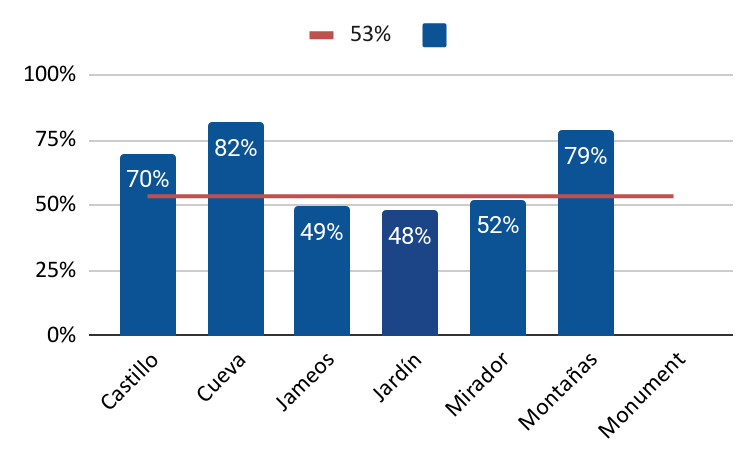 53%
100%
75%
50%
25%
0%
70%
82%
49%
48%
52%
79%
Castillo
Cueva
Jameos
Jardín
Mirador
Montañas
Monument